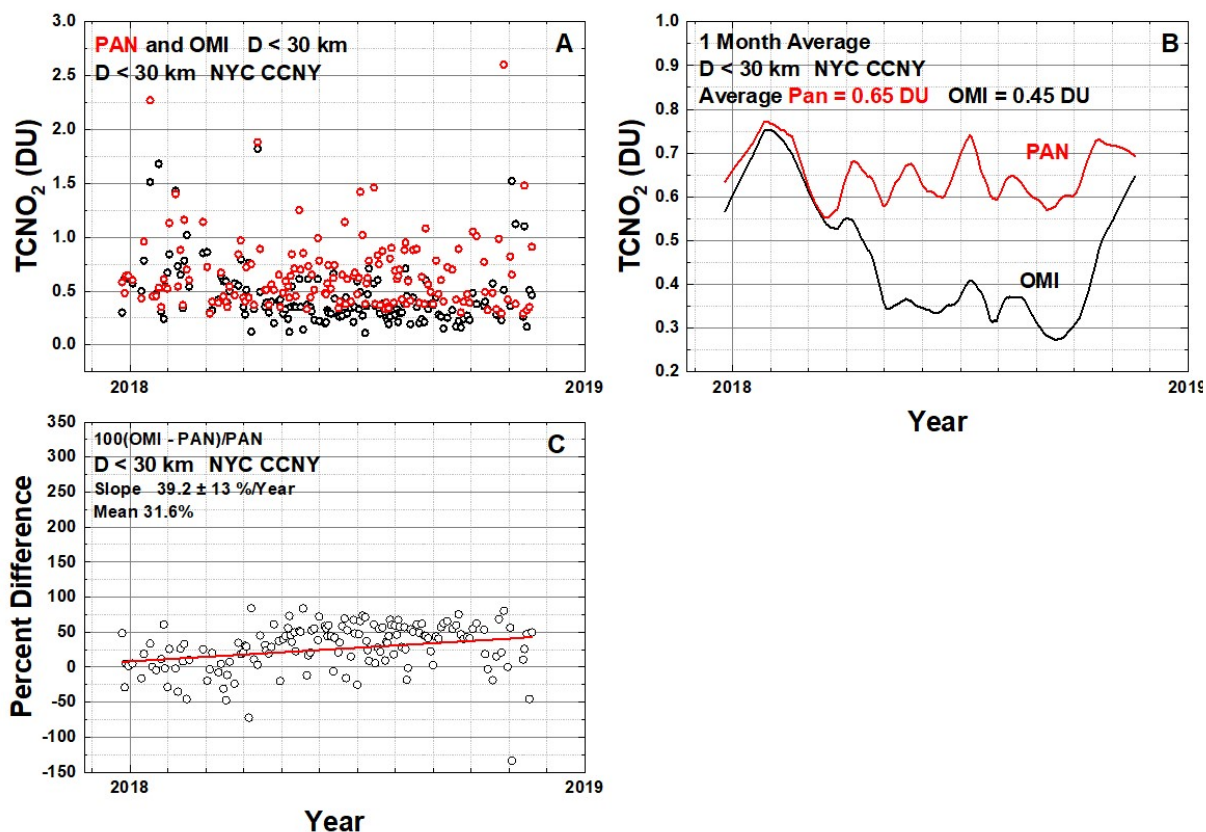 3.0
2.5
2.0
1.5
1.0
0.5
0.0
TCNO₂ (DU)
PAN and OMI D < 30 km
D < 30 km NYC CCNY
A
2018
2019
1.0
0.9
0.8
0.7
0.6
0.5
0.4
0.3
0.2
TCNO₂ (DU)
1 Month Average
D < 30 km NYC CCNY
Average Pan = 0.65 DU OMI = 0.45 DU
B
PAN
OMI
2018
2019
Year
350
300
250
200
150
100
50
0
-50
-100
-150
Percent Difference
100(OMI - PAN)/PAN
D < 30 km NYC CCNY
Slope 39.2 ± 13 %/Year
Mean 31.6%
C
2018
2019
Year